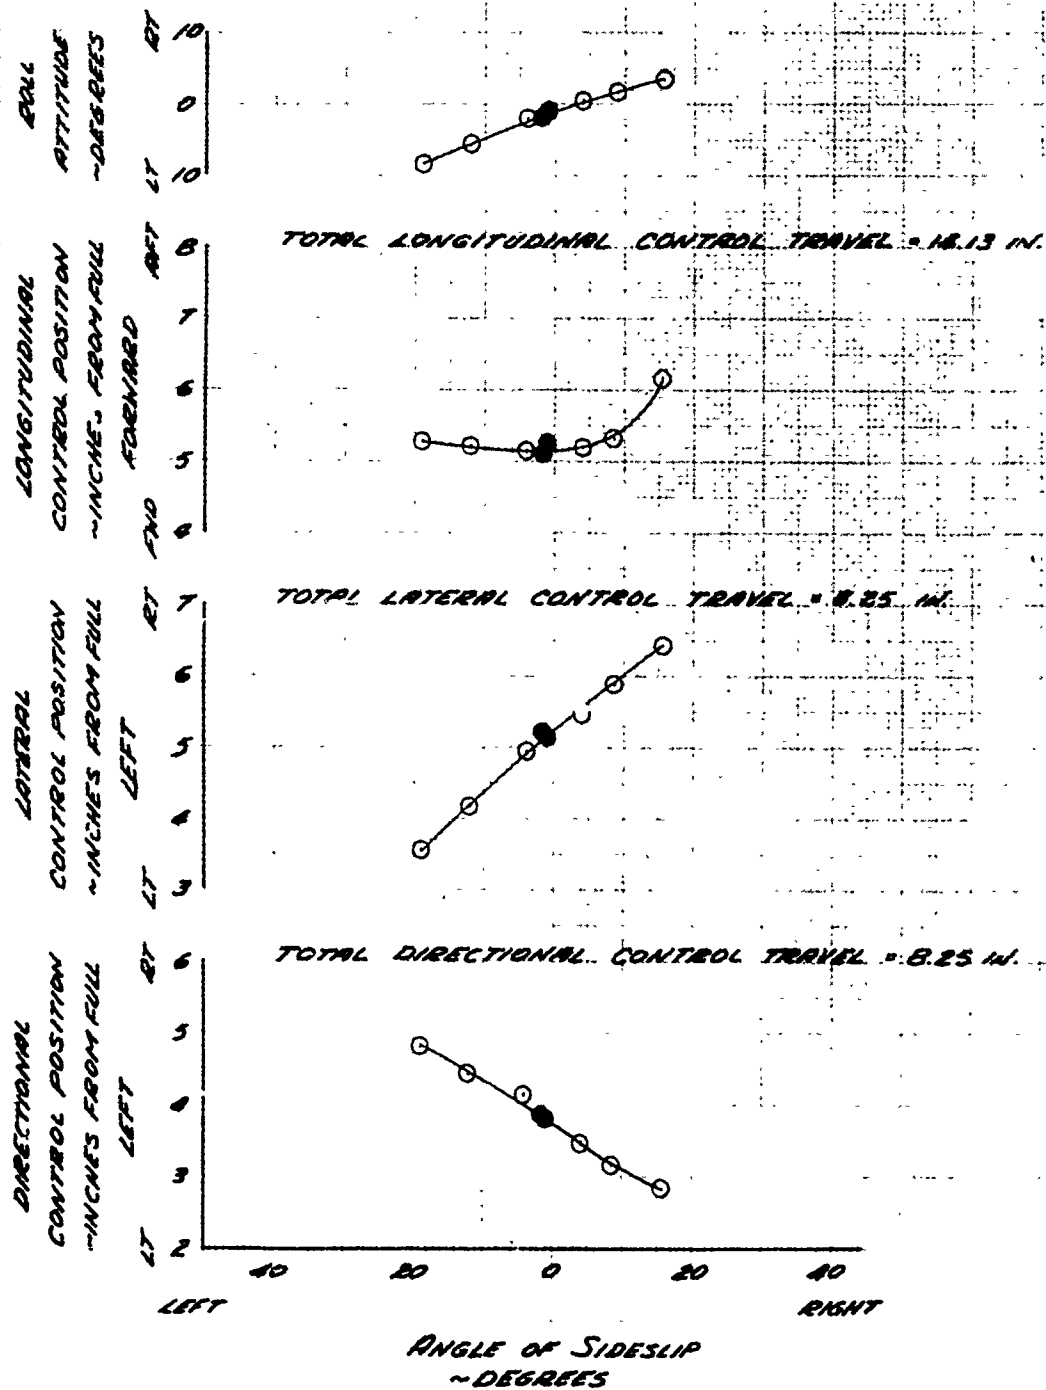 ROLL
ATTITUDE
~DEGREES
RT
LT
10
0
10
TOTAL LONGITUDINAL CONTROL TRAVEL = IN.
LONGITUDINAL
CONTROL POSITION
~INCHES FROM FULL
FORWARD
AFT
FWD
8
7
6
5
4
TOTAL LATERAL CONTROL TRAVEL = IN.
LATERAL
CONTROL POSITION
~INCHES FROM FULL
LEFT
RT
LT
7
6
5
4
3
TOTAL DIRECTIONAL CONTROL TRAVEL = 8.25 IN.
DIRECTIONAL
CONTROL POSITION
~INCHES FROM FULL
LEFT
RT
LT
6
5
4
3
2
40 20 0 20 40
LEFT RIGHT
ANGLE OF SIDESLIP
~DEGREES